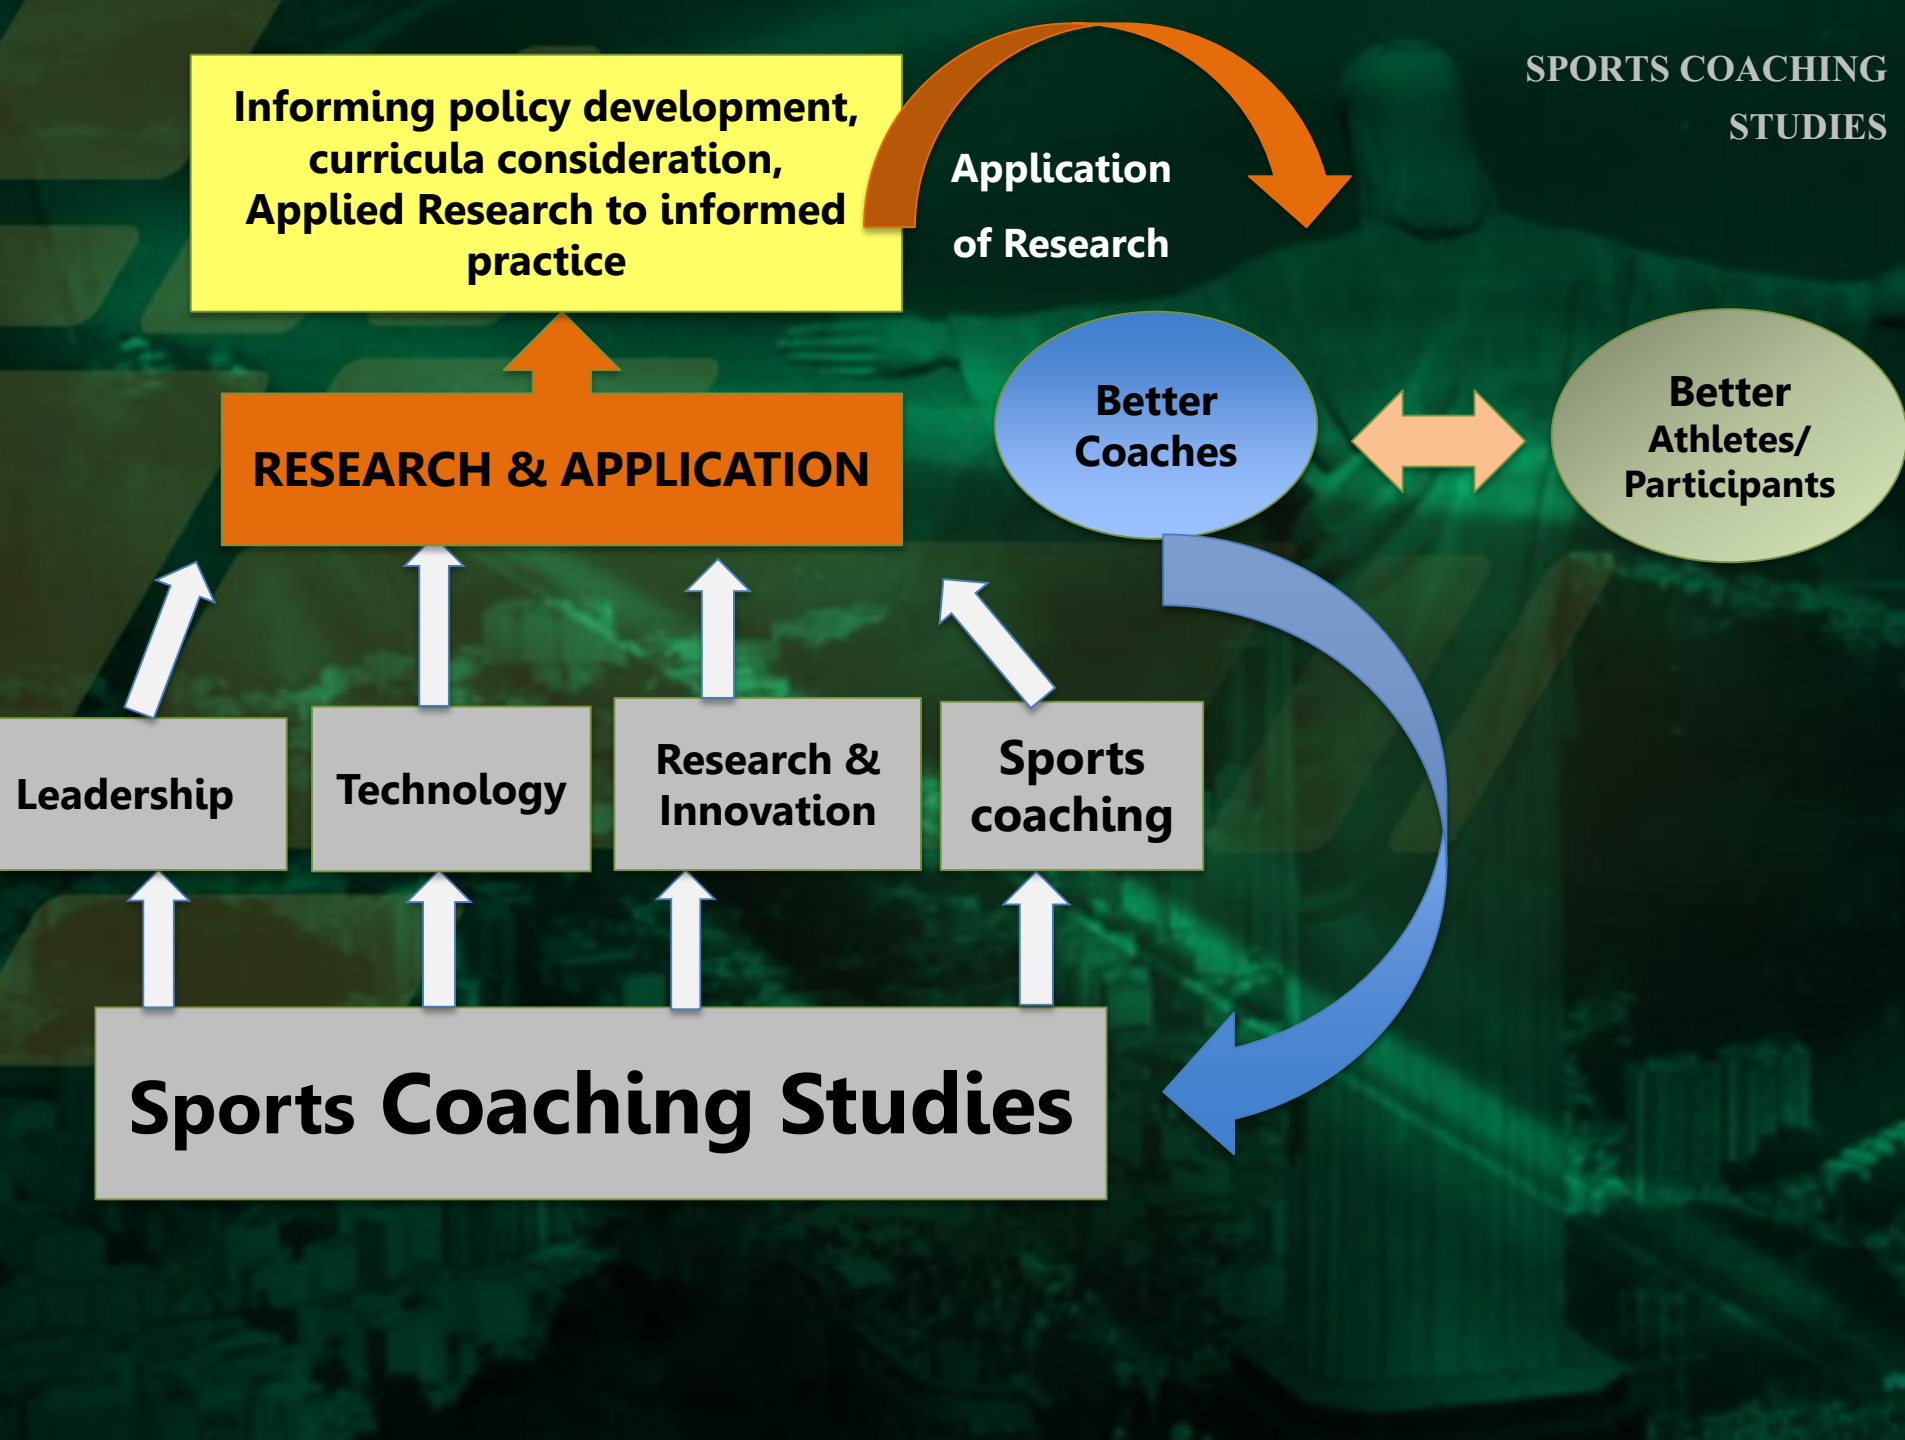 SPORTS COACHING
STUDIES
Informing policy development,
curricula consideration,
Applied Research to informed
practice
Application
of Research
RESEARCH & APPLICATION
Better
Coaches
Better
Athletes/
Participants
Leadership
Technology
Research &
Innovation
Sports
coaching
Sports Coaching Studies